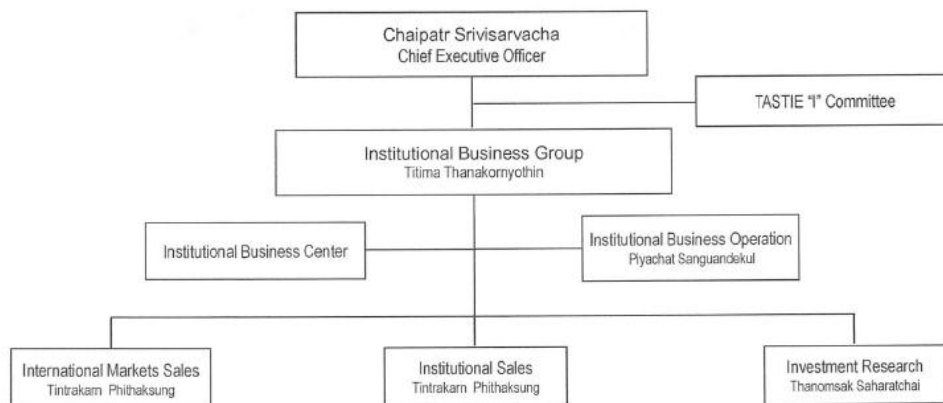 Chaipatr Srivisarvacha
Chief Executive Officer
TASTIE "I" Committee
Institutional Business Group
Titima Thanakornyothin
Institutional Business Center
Institutional Business Operation
Piyachat Sanguandekul
International Markets Sales
Tintrakarn Phithaksung
Institutional Sales
Tintrakarn Phithaksung
Investment Research
Thanomsak Saharatchai